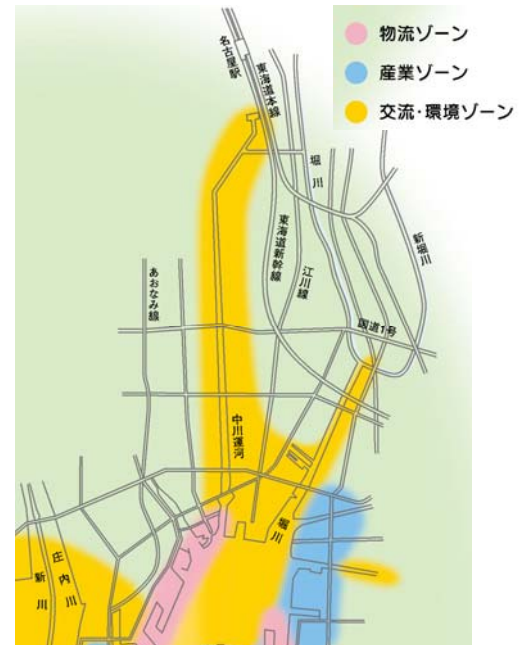 物流ゾーン
産業ゾーン
交流・環境ゾーン
名古屋駅
東海道本線
堀川
新堀川
東海道新幹線
江川線
あおなみ線
国道1号
中川運河
堀川
庄内川
新川